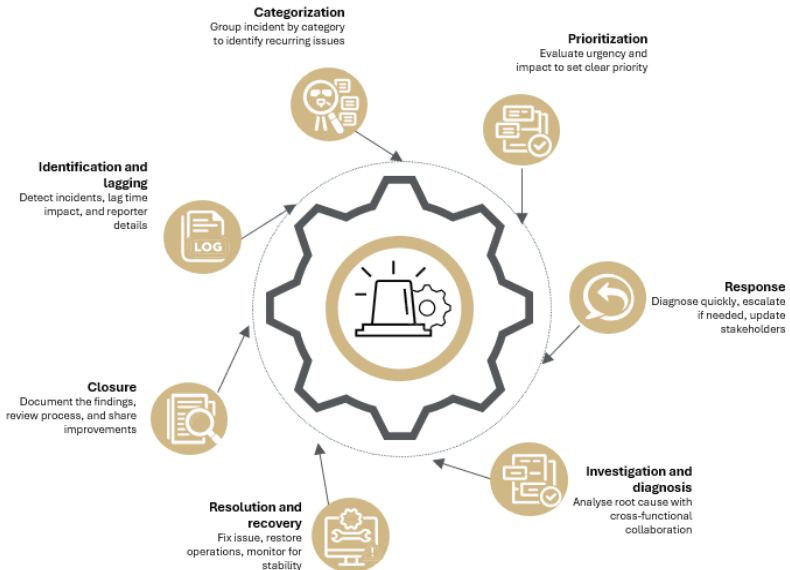 Categorization
Group incident by category
to identify recurring issues
Prioritization
Evaluate urgency and
impact to set clear priority
Identification and
lagging
Detect incidents, lag time
impact, and reporter
details
LOG
Response
Diagnose quickly, escalate
if needed, update
stakeholders
Closure
Document the findings,
review process, and share
improvements
Investigation and
diagnosis
Analyse root cause with
cross-functional
collaboration
Resolution and
recovery
Fix issue, restore
operations, monitor for
stability